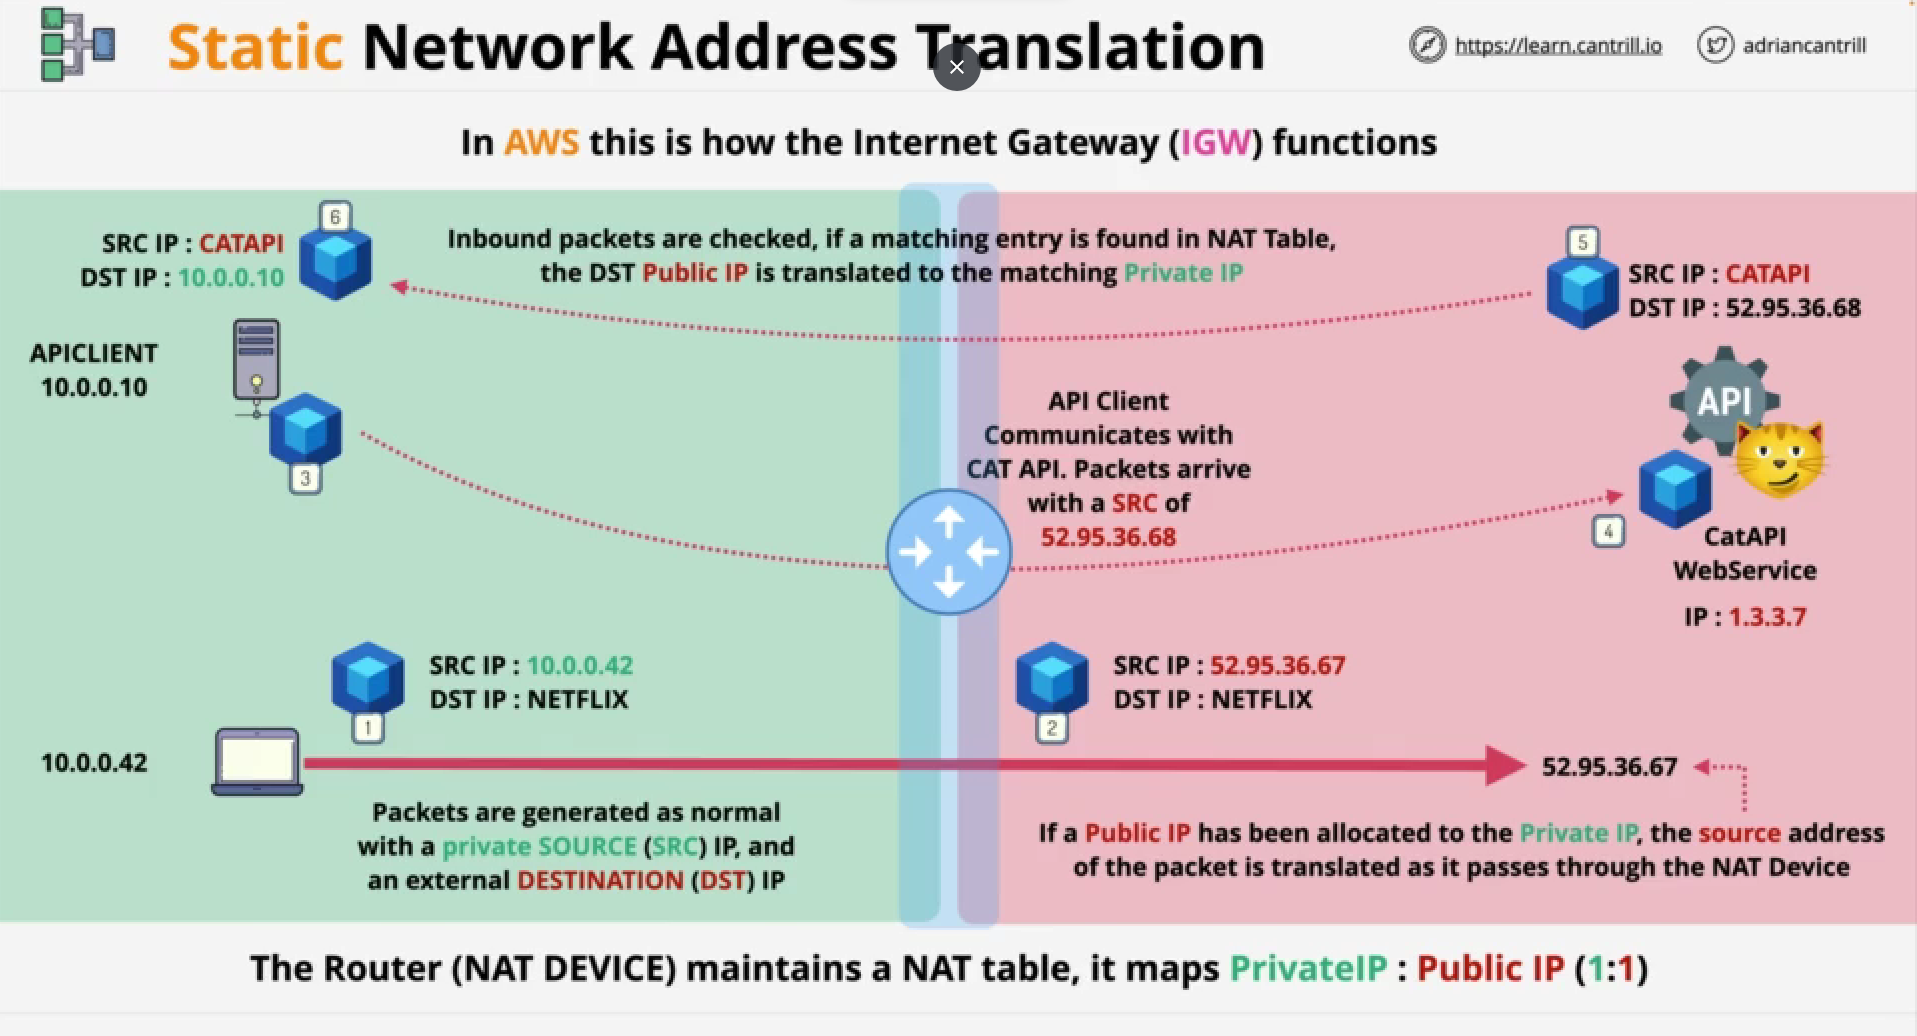 Static Network Address Translation
https://learn.cantrill.io
adriancantrill
In AWS this is how the Internet Gateway (IGW) functions
6
SRC IP : CATAPI
DST IP : 10.0.0.10
Inbound packets are checked, if a matching entry is found in NAT Table,
the DST Public IP is translated to the matching Private IP
5
SRC IP : CATAPI
DST IP : 52.95.36.68
APICLIENT
10.0.0.10
3
API Client
Communicates with
CAT API. Packets arrive
with a SRC of
52.95.36.68
API
4
CatAPI
WebService
IP : 1.3.3.7
SRC IP : 10.0.0.42
DST IP : NETFLIX
1
SRC IP : 52.95.36.67
DST IP : NETFLIX
2
10.0.0.42
52.95.36.67
Packets are generated as normal
with a private SOURCE (SRC) IP, and
an external DESTINATION (DST) IP
If a Public IP has been allocated to the Private IP, the source address
of the packet is translated as it passes through the NAT Device
The Router (NAT DEVICE) maintains a NAT table, it maps PrivateIP : Public IP (1:1)